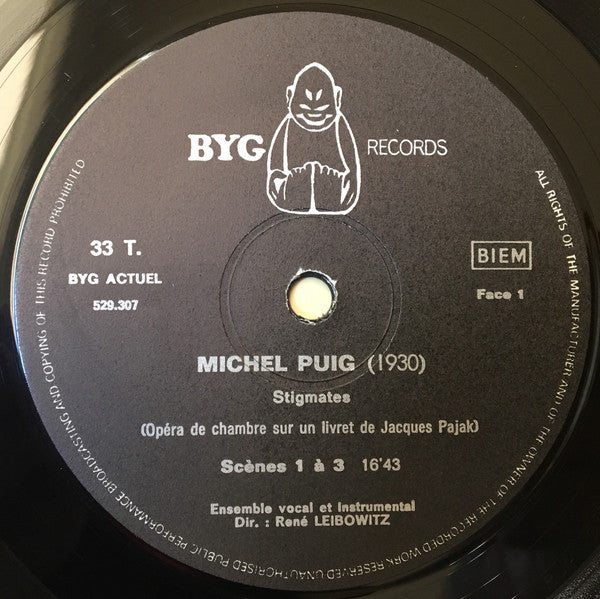 BYG RECORDS
33 T.
BYG ACTUEL
529.307
BIEM
Face 1
MICHEL PUIG (1930)
Stigmates
(Opéra de chambre sur un livret de Jacques Pajak)
Scènes 1 à 3 16'43
Ensemble vocal et Instrumental
Dir. : René LEIBOWITZ
ALL RIGHTS OF THE MANUFACTURER AND OF THE OWNER OF THE RECORDED WORK RESERVED UNAUTHORISED PUBLIC PERFORMANCE BROADCASTING AND COPYING OF THIS RECORD PROHIBITED